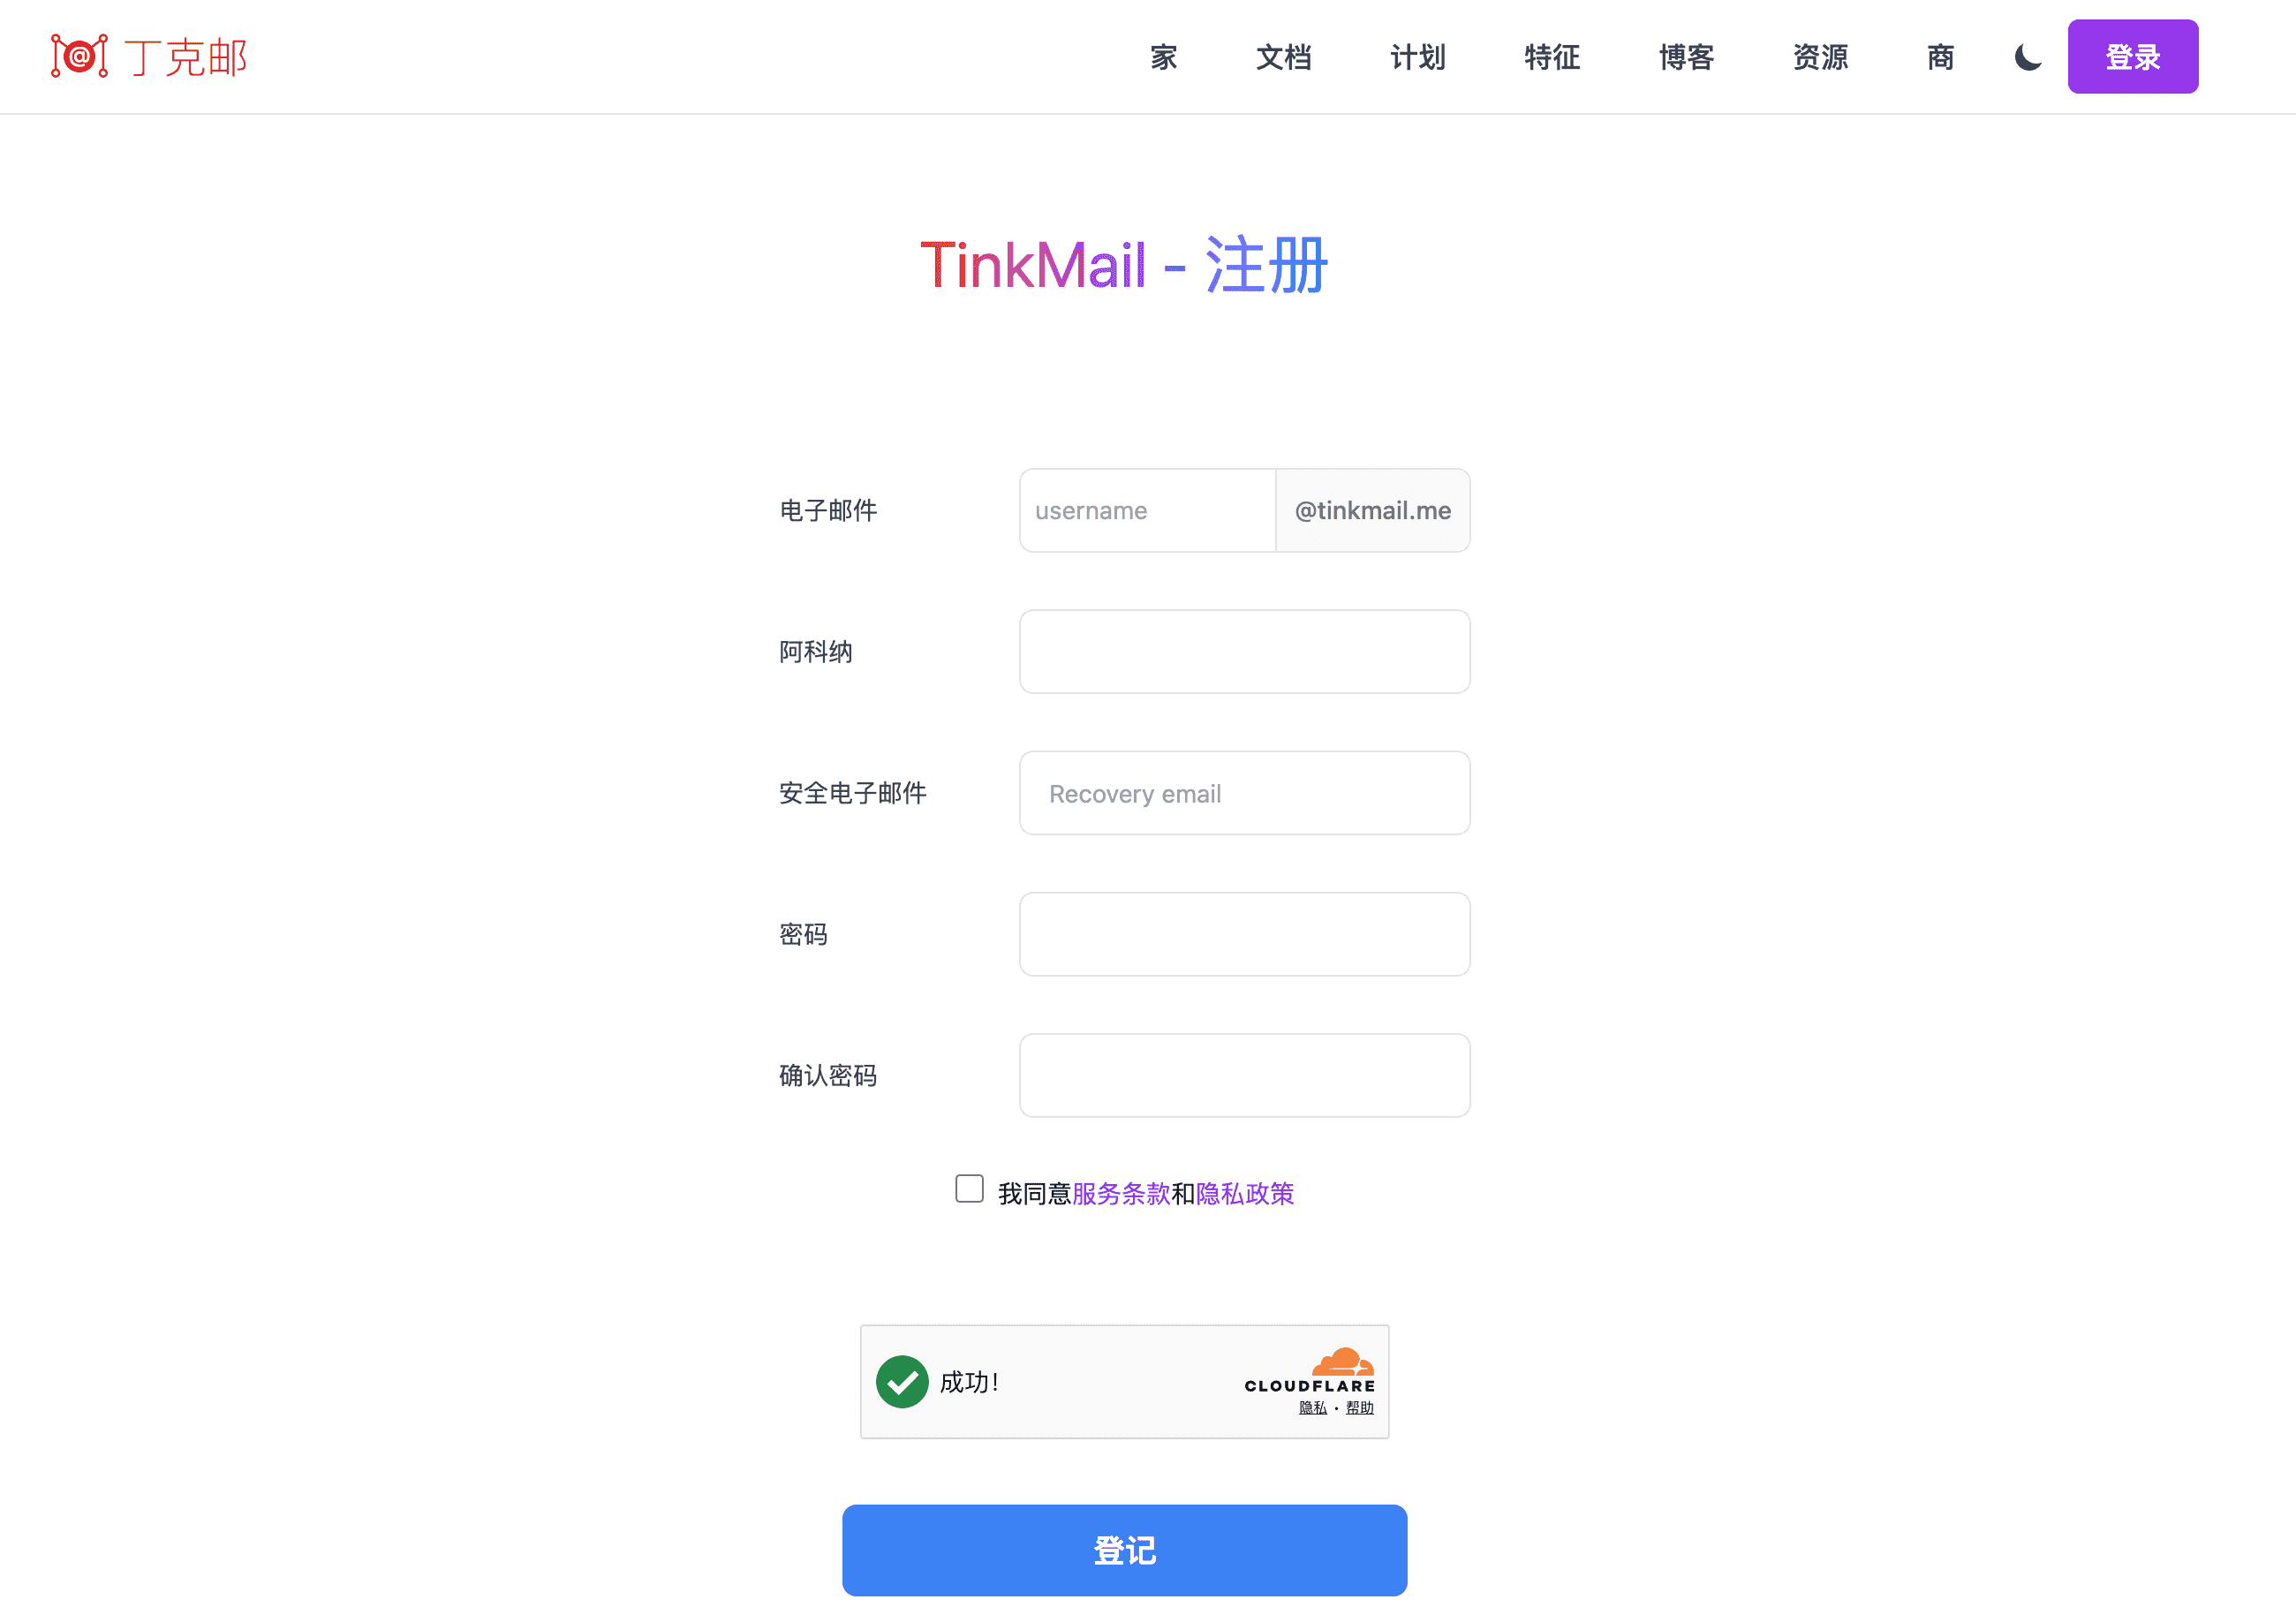 丁克邮
家 文档 计划 特征 博客 资源 商 登录
TinkMail - 注册
电子邮件 username @tinkmail.me
阿科纳
安全电子邮件 Recovery email
密码
确认密码
我同意服务条款和隐私政策
成功！
CLOUDFLARE
隐私 • 帮助
登记